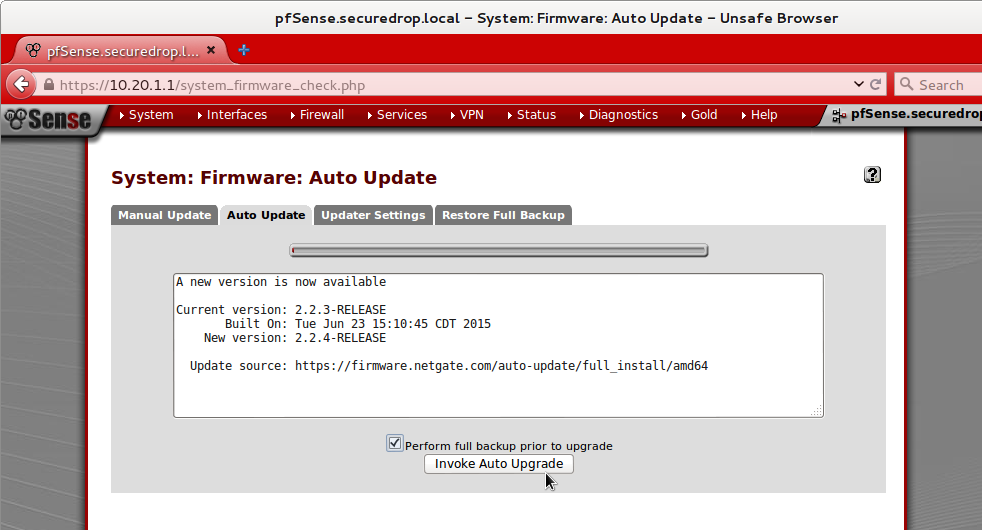 pfSense.securedrop.local – System: Firmware: Auto Update – Unsafe Browser
pfSense.securedrop.l...
https://10.20.1.1/system_firmware_check.php
Search
Sense
System Interfaces Firewall Services VPN Status Diagnostics Gold Help pfSense.securedrop
System: Firmware: Auto Update
?
Manual Update Auto Update Updater Settings Restore Full Backup
A new version is now available
Current version: 2.2.3-RELEASE
Built On: Tue Jun 23 15:10:45 CDT 2015
New version: 2.2.4-RELEASE
Update source: https://firmware.netgate.com/auto-update/full_install/amd64
Perform full backup prior to upgrade
Invoke Auto Upgrade